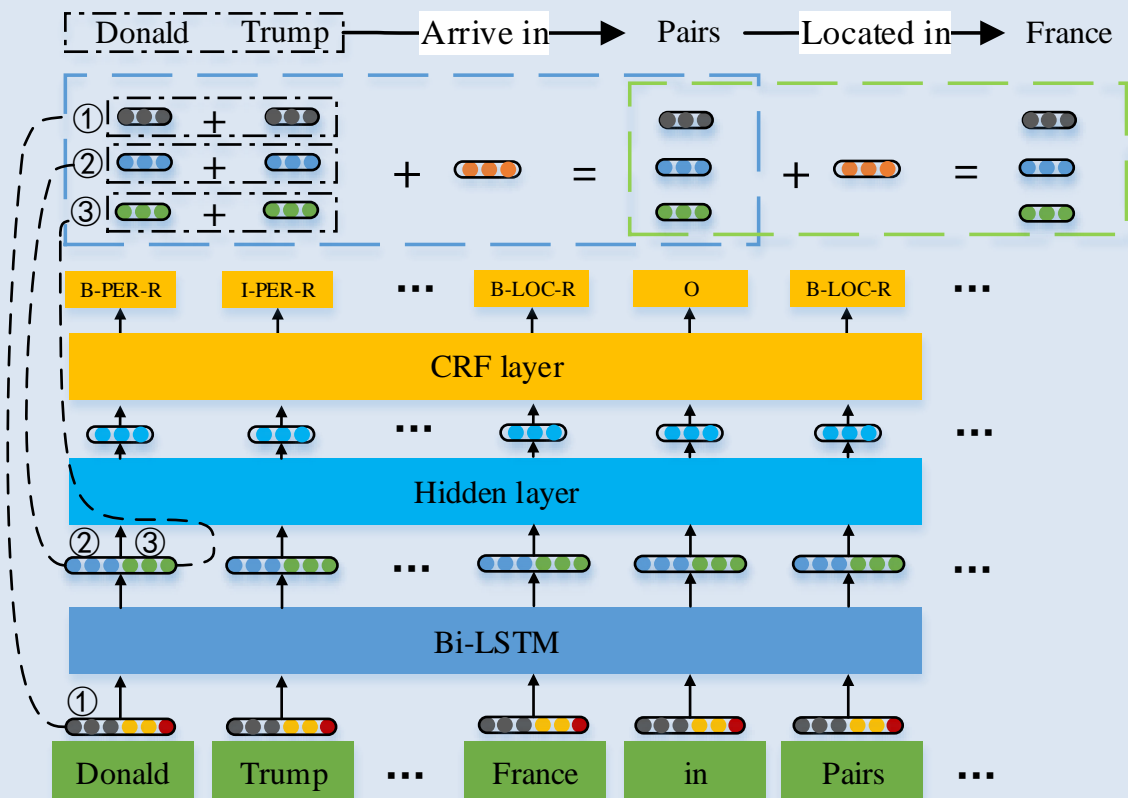 Donald Trump Arrive in Pairs Located in France
① + 
② + + = + =
③ +
B-PER-R I-PER-R ... B-LOC-R O B-LOC-R ...
CRF layer
... ...
Hidden layer
② ③
... ...
Bi-LSTM
①
Donald Trump ... France in Pairs ...